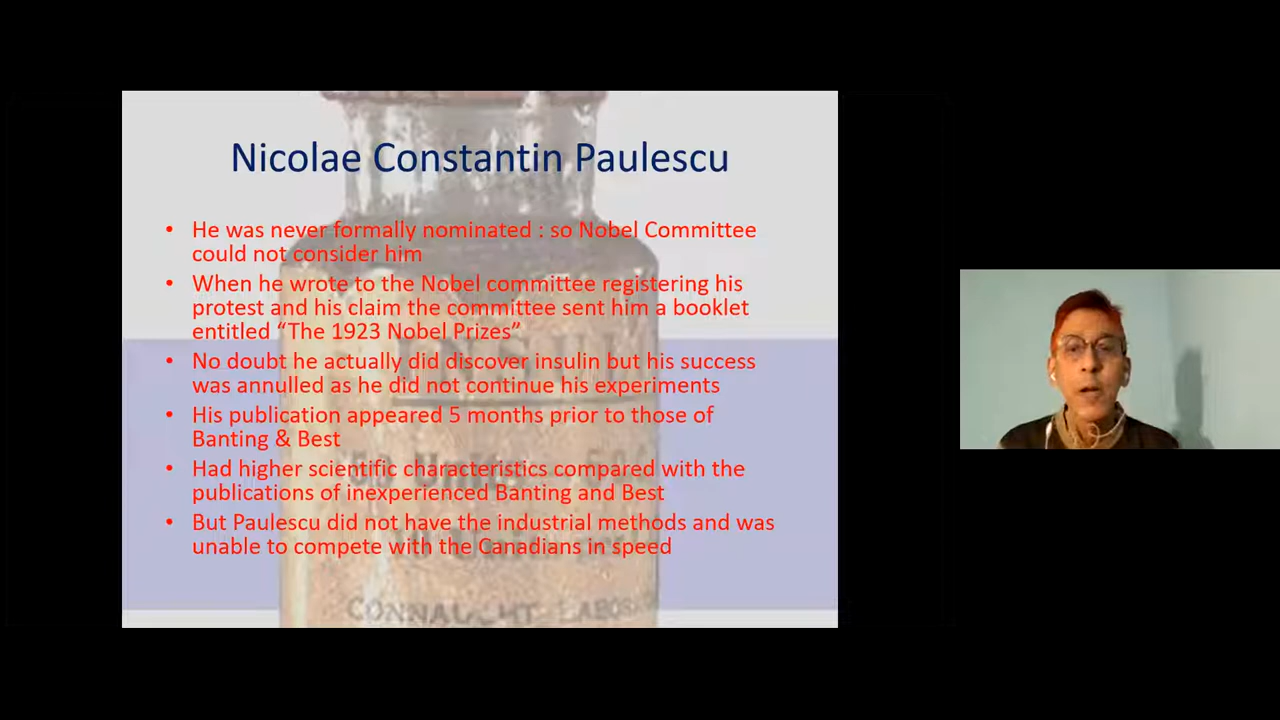 Nicolae Constantin Paulescu
• He was never formally nominated : so Nobel Committee
could not consider him
• When he wrote to the Nobel committee registering his
protest and his claim the committee sent him a booklet
entitled “The 1923 Nobel Prizes”
• No doubt he actually did discover insulin but his success
was annulled as he did not continue his experiments
• His publication appeared 5 months prior to those of
Banting & Best
• Had higher scientific characteristics compared with the
publications of inexperienced Banting and Best
• But Paulescu did not have the industrial methods and was
unable to compete with the Canadians in speed
CONNAUGHT